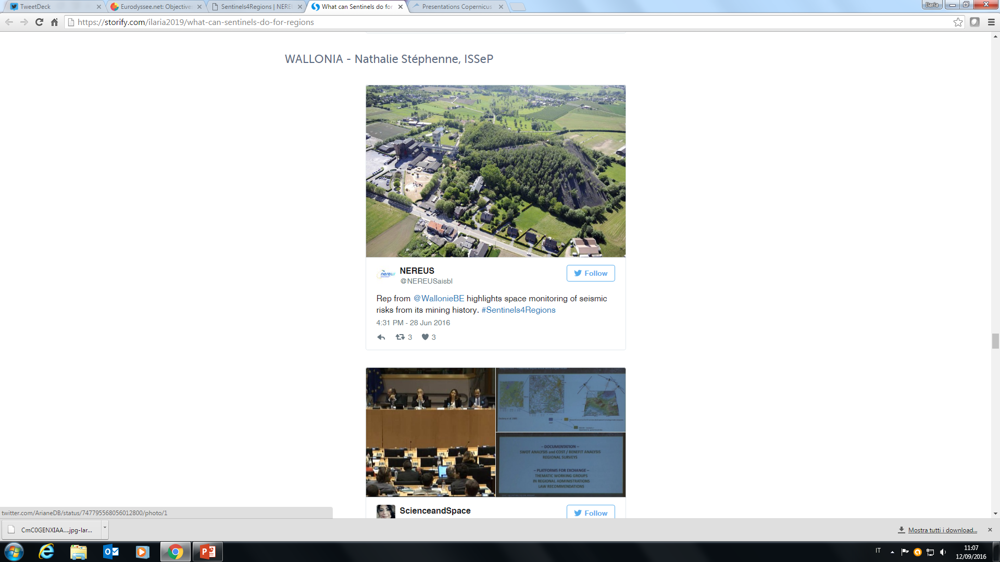 TweetDeck
Eurodyssee.net: Objectives
Sentinels4Regions | NERE
What can Sentinels do for
Presentations Copernicus
Ilaria
https://storify.com/ilaria2019/what-can-sentinels-do-for-regions
WALLONIA - Nathalie Stéphenne, ISSeP
nereus
NEREUS
@NEREUSaisbl
Follow
Rep from @WallonieBE highlights space monitoring of seismic
risks from its mining history. #Sentinels4Regions
4:31 PM - 28 Jun 2016
3
3
– DOCUMENTATION –
SWOT ANALYSIS and COST / BENEFIT ANALYSIS
REGIONAL SURVEYS
– PLATFORMS FOR EXCHANGE –
THEMATIC WORKING GROUPS
IN REGIONAL ADMINISTRATIONS
LAW RECOMMENDATIONS
ScienceandSpace
Follow
twitter.com/ArianeDB/status/747795568056012800/photo/1
CmC0GENXIAA....jpg-lar...
Mostra tutti i download...
IT
11:07
12/09/2016